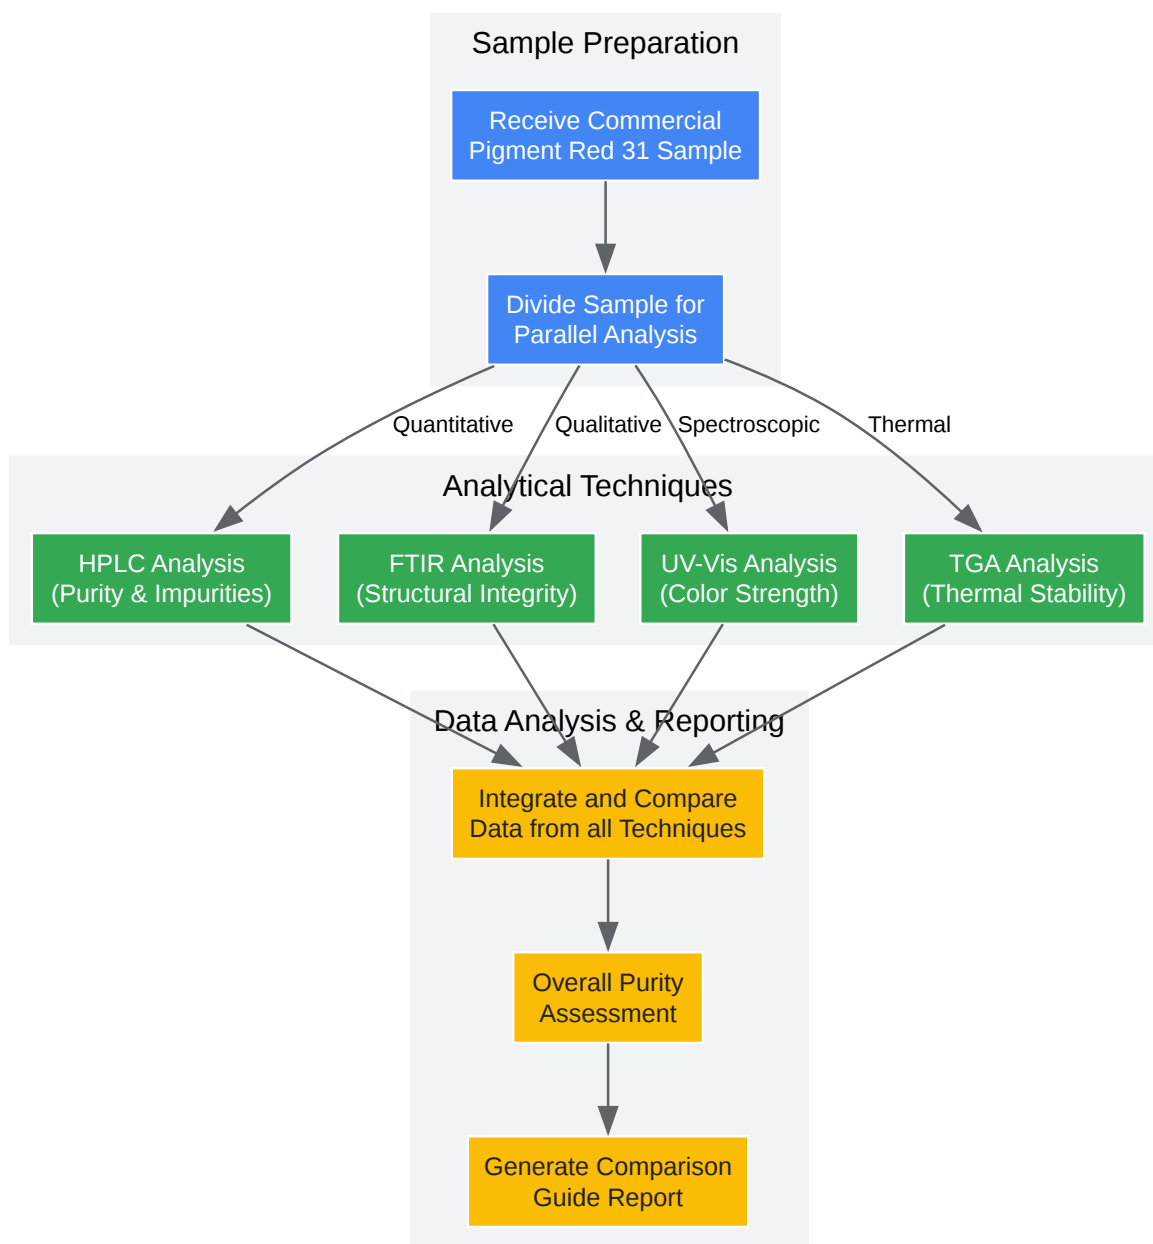 Sample Preparation
Receive Commercial
Pigment Red 31 Sample
Divide Sample for
Parallel Analysis
Quantitative
Qualitative
Spectroscopic
Thermal
Analytical Techniques
HPLC Analysis
(Purity & Impurities)
FTIR Analysis
(Structural Integrity)
UV-Vis Analysis
(Color Strength)
TGA Analysis
(Thermal Stability)
Data Analysis & Reporting
Integrate and Compare
Data from all Techniques
Overall Purity
Assessment
Generate Comparison
Guide Report